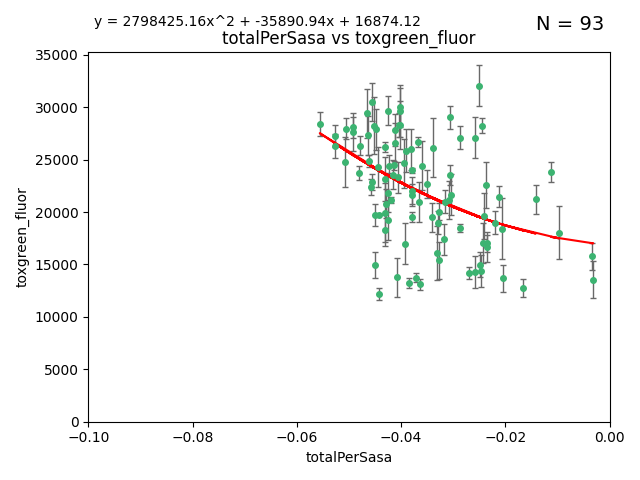 y = 2798425.16x^2 + -35890.94x + 16874.12
N = 93
totalPerSasa vs toxgreen_fluor
35000
30000
25000
20000
15000
10000
5000
0
toxgreen_fluor
−0.10 −0.08 −0.06 −0.04 −0.02 0.00
totalPerSasa